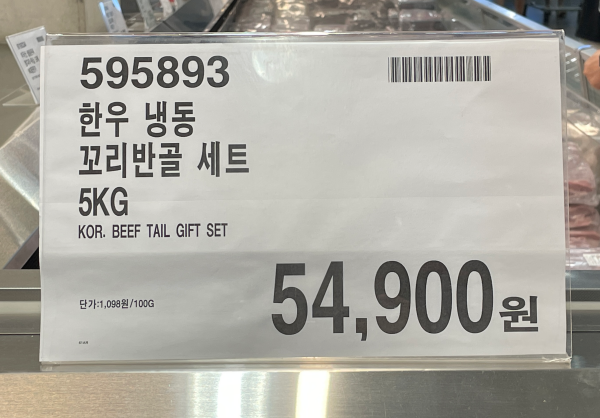 595893
한우 냉동
꼬리반골 세트
5KG
KOR. BEEF TAIL GIFT SET
단가:1,098원/100G
54,900원